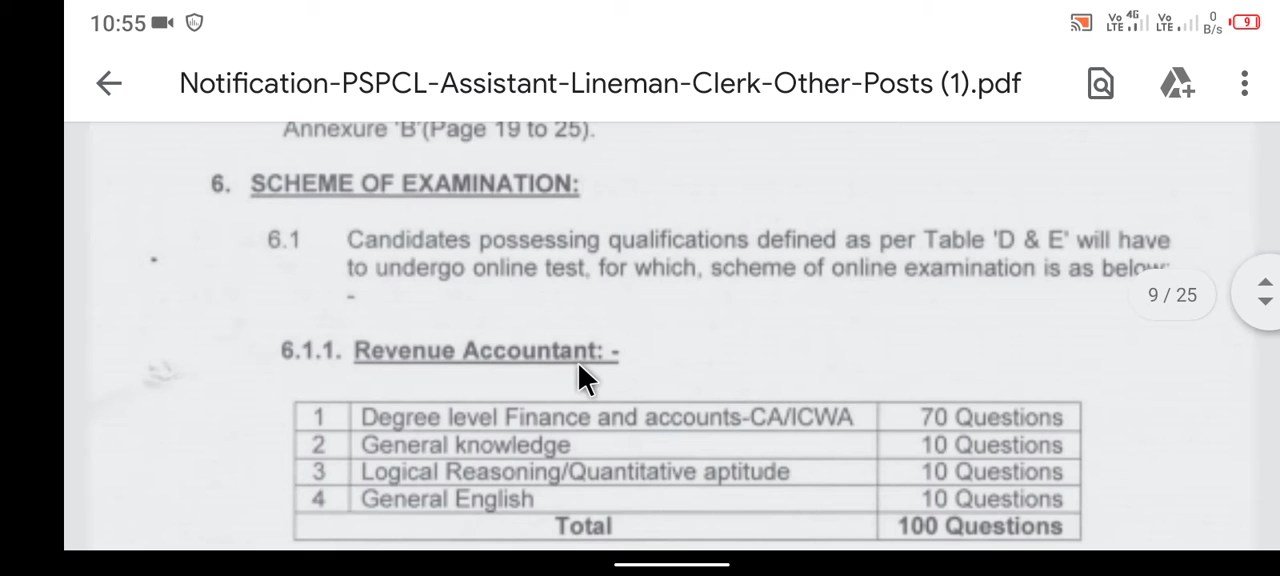 10:55 Vo 4G LTE Vo LTE 0 B/s 9
Notification-PSPCL-Assistant-Lineman-Clerk-Other-Posts (1).pdf
Annexure 'B'(Page 19 to 25).
6. SCHEME OF EXAMINATION:
6.1 Candidates possessing qualifications defined as per Table 'D & E' will have
to undergo online test, for which, scheme of online examination is as below:
-
9 / 25
6.1.1. Revenue Accountant: -
1 Degree level Finance and accounts-CA/ICWA 70 Questions
2 General knowledge 10 Questions
3 Logical Reasoning/Quantitative aptitude 10 Questions
4 General English 10 Questions
Total 100 Questions